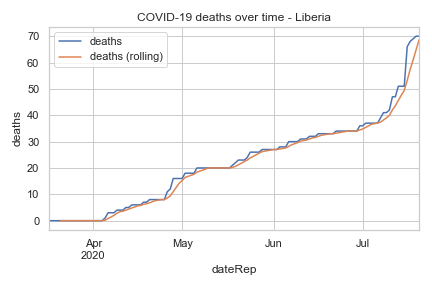 COVID-19 deaths over time - Liberia
deaths
deaths (rolling)
70
60
50
40
30
20
10
0
deaths
Apr
2020
May
Jun
Jul
dateRep